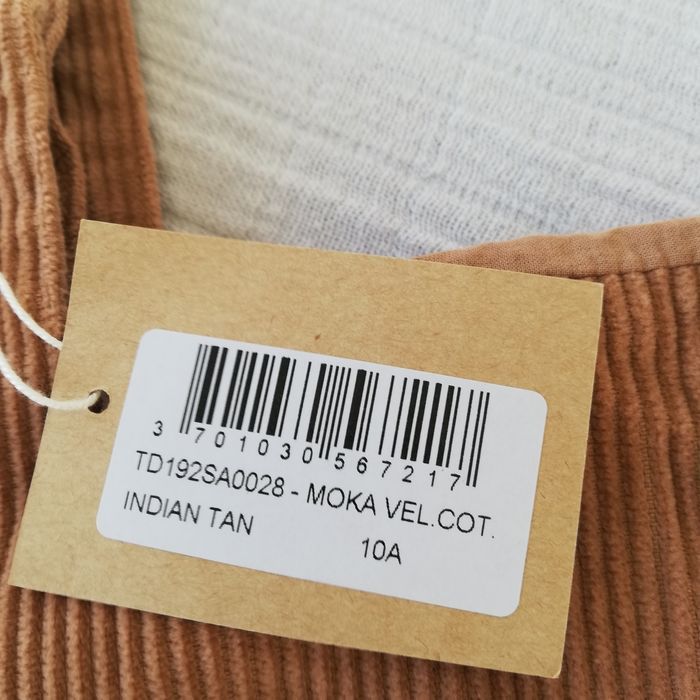 3 701030 567217
TD192SA0028 - MOKA VEL.COT.
INDIAN TAN 10A